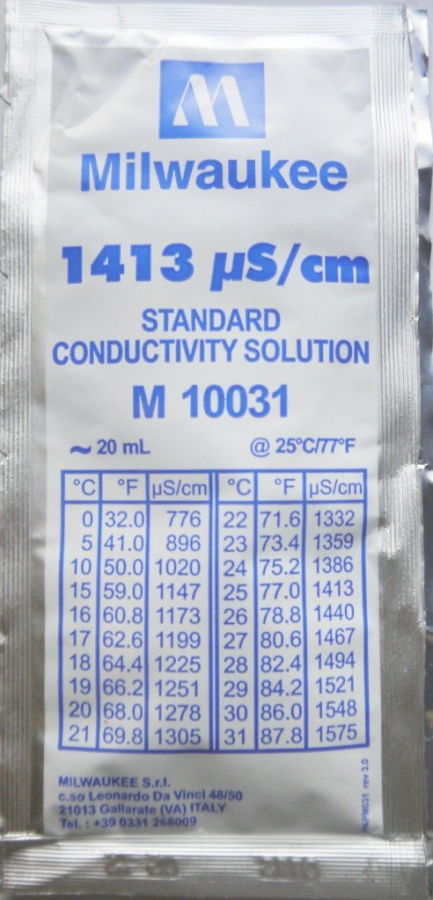 Milwaukee
1413 µS/cm
STANDARD
CONDUCTIVITY SOLUTION
M 10031
~ 20 mL @ 25°C/77°F
°C °F µS/cm °C °F µS/cm
0 32.0 776 22 71.6 1332
5 41.0 896 23 73.4 1359
10 50.0 1020 24 75.2 1386
15 59.0 1147 25 77.0 1413
16 60.8 1173 26 78.8 1440
17 62.6 1199 27 80.6 1467
18 64.4 1225 28 82.4 1494
19 66.2 1251 29 84.2 1521
20 68.0 1278 30 86.0 1548
21 69.8 1305 31 87.8 1575
MILWAUKEE S.r.l.
c.so Leonardo Da Vinci 48/50
21013 Gallarate (VA) ITALY
Tel. : +39 0331 268009
rev 3.0